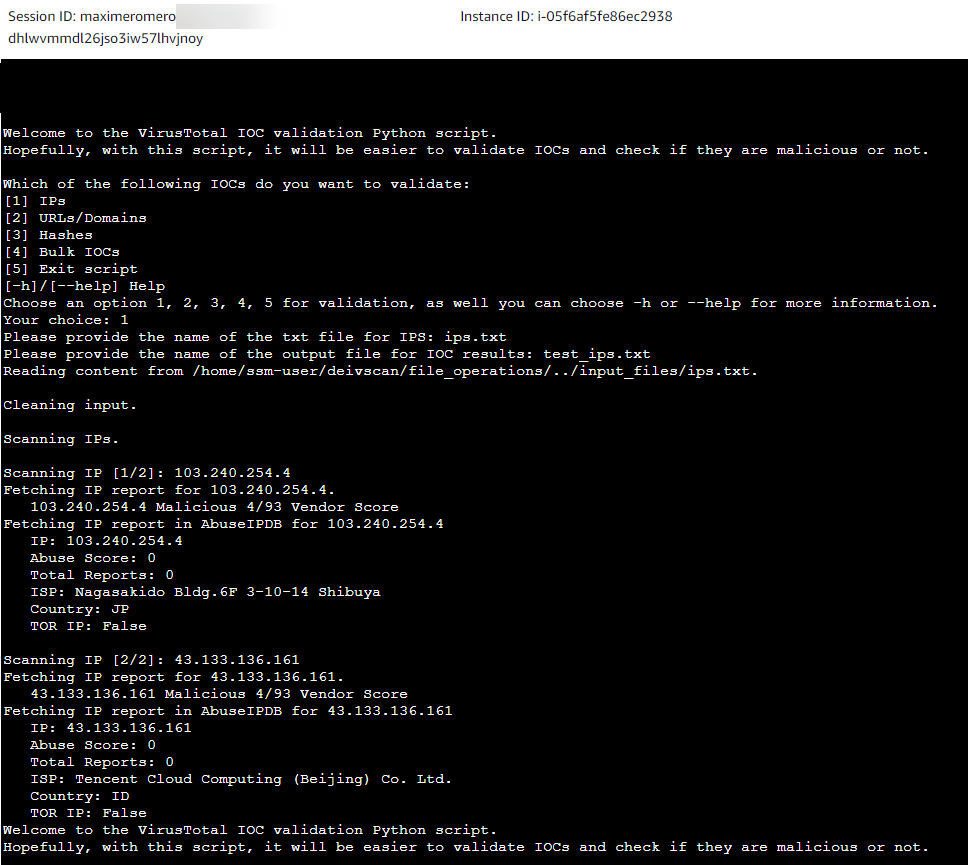 Session ID: maximeromero
Instance ID: i-05f6af5fe86ec2938
dhlwvmmdl26jso3iw57lhvjnoy
Welcome to the VirusTotal IOC validation Python script.
Hopefully, with this script, it will be easier to validate IOCs and check if they are malicious or not.
Which of the following IOCs do you want to validate:
[1] IPs
[2] URLs/Domains
[3] Hashes
[4] Bulk IOCs
[5] Exit script
[-h]/[--help] Help
Choose an option 1, 2, 3, 4, 5 for validation, as well you can choose -h or --help for more information.
Your choice: 1
Please provide the name of the txt file for IPS: ips.txt
Please provide the name of the output file for IOC results: test_ips.txt
Reading content from /home/ssm-user/deivscan/file_operations/../input_files/ips.txt.
Cleaning input.
Scanning IPs.
Scanning IP [1/2]: 103.240.254.4
Fetching IP report for 103.240.254.4.
103.240.254.4 Malicious 4/93 Vendor Score
Fetching IP report in AbuseIPDB for 103.240.254.4
IP: 103.240.254.4
Abuse Score: 0
Total Reports: 0
ISP: Nagasakido Bldg.6F 3-10-14 Shibuya
Country: JP
TOR IP: False
Scanning IP [2/2]: 43.133.136.161
Fetching IP report for 43.133.136.161.
43.133.136.161 Malicious 4/93 Vendor Score
Fetching IP report in AbuseIPDB for 43.133.136.161
IP: 43.133.136.161
Abuse Score: 0
Total Reports: 0
ISP: Tencent Cloud Computing (Beijing) Co. Ltd.
Country: ID
TOR IP: False
Welcome to the VirusTotal IOC validation Python script.
Hopefully, with this script, it will be easier to validate IOCs and check if they are malicious or not.